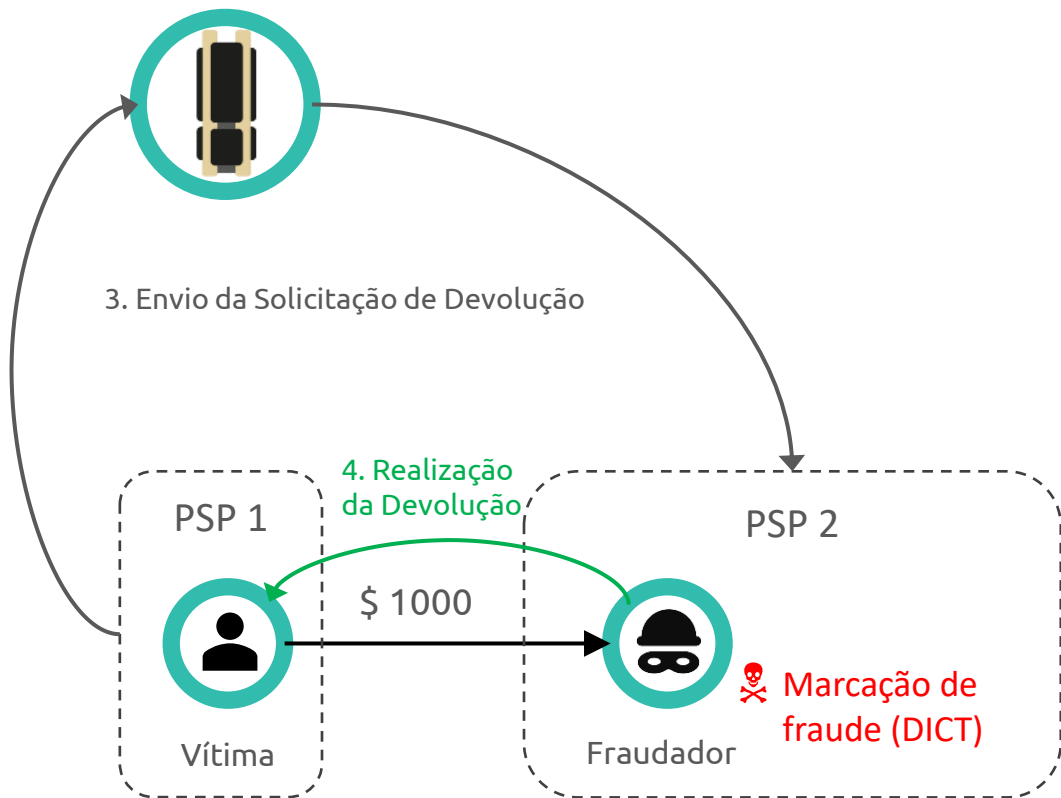 3. Envio da Solicitação de Devolução
4. Realização
da Devolução
PSP 1
PSP 2
$ 1000
Marcação de
fraude (DICT)
Vítima
Fraudador